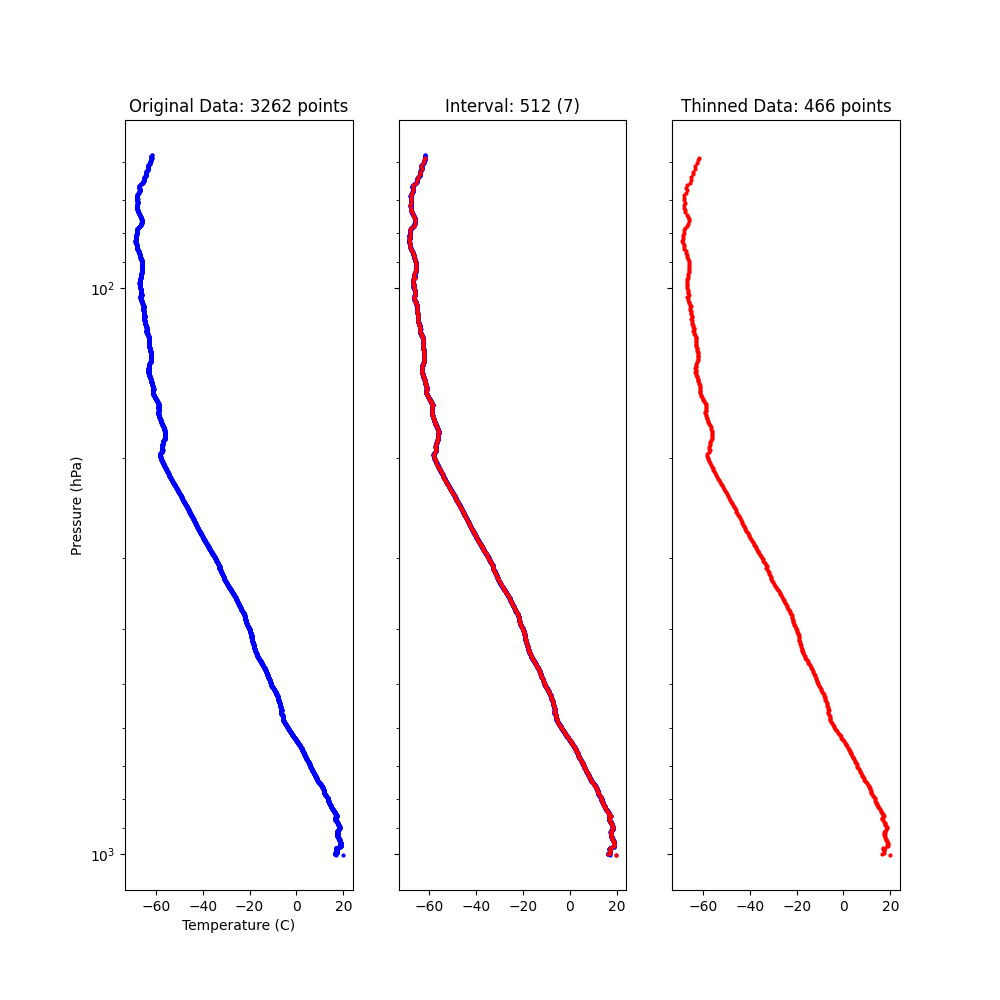 Original Data: 3262 points
Interval: 512 (7)
Thinned Data: 466 points
10²
10³
Pressure (hPa)
−60 −40 −20 0 20
−60 −40 −20 0 20
−60 −40 −20 0 20
Temperature (C)